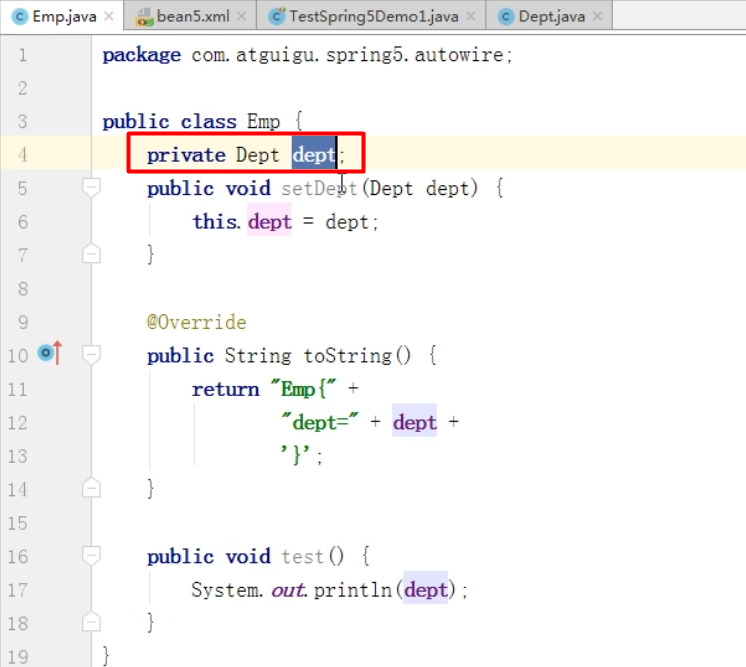 Emp.java × bean5.xml × TestSpring5Demo1.java × Dept.java ×
1 package com.atguigu.spring5.autowire;
2
3 public class Emp {
4 private Dept dept;
5 public void setDept(Dept dept) {
6 this.dept = dept;
7 }
8
9 @Override
10 public String toString() {
11 return "Emp{" +
12 "dept=" + dept +
13 '}';
14 }
15
16 public void test() {
17 System.out.println(dept);
18 }
19 }